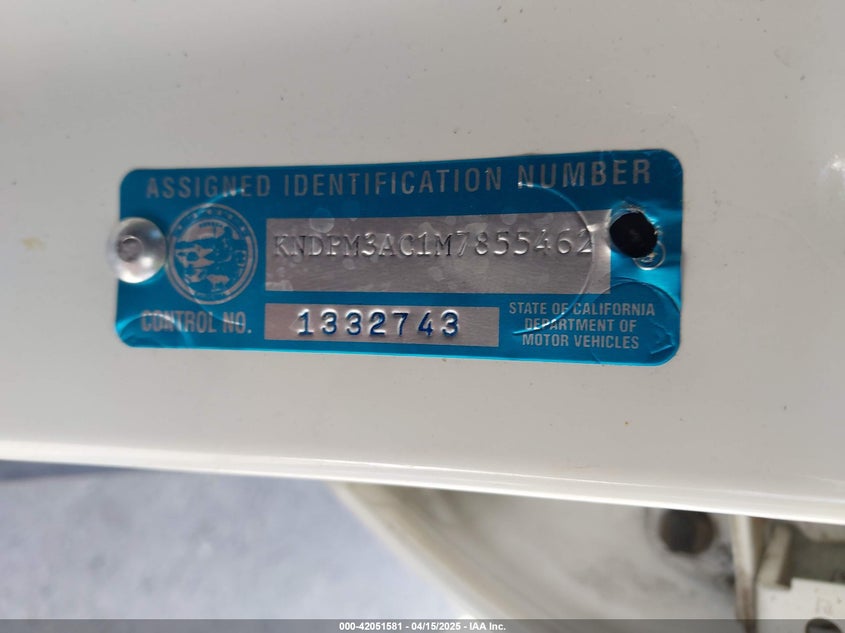 ASSIGNED IDENTIFICATION NUMBER
KNDPM3AC1M7855462
CONTROL NO. 1332743
STATE OF CALIFORNIA
DEPARTMENT OF
MOTOR VEHICLES
000-42051581 - 04/15/2025 - IAA Inc.